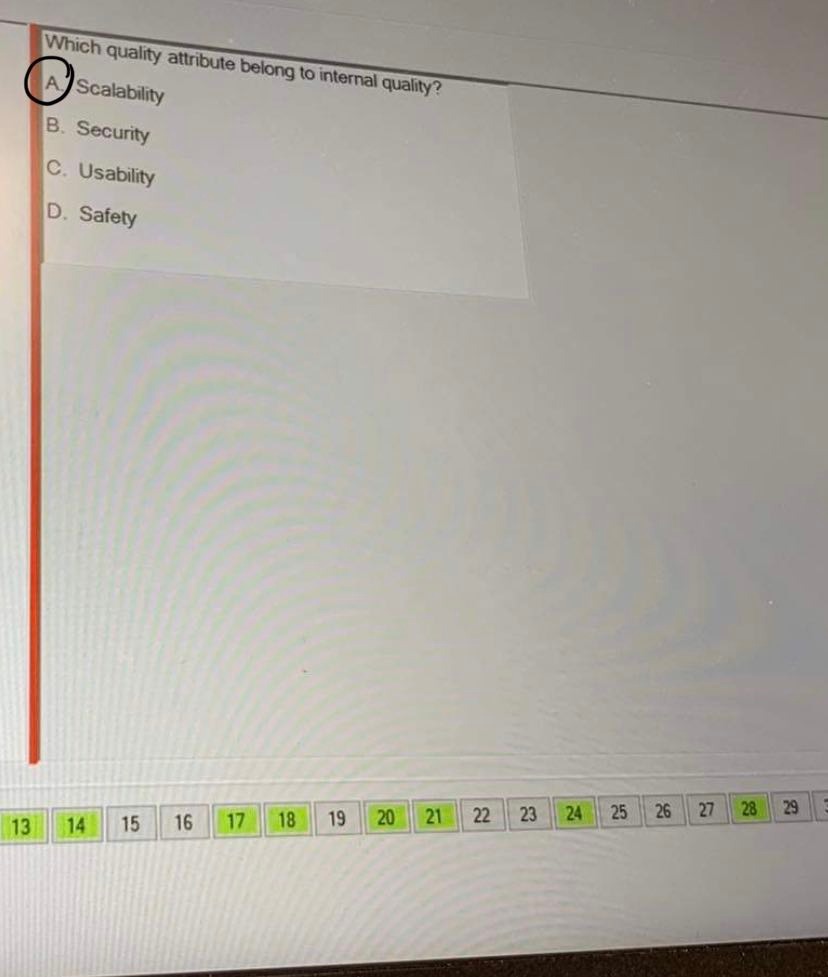 Which quality attribute belong to internal quality?
A. Scalability
B. Security
C. Usability
D. Safety
13 14 15 16 17 18 19 20 21 22 23 24 25 26 27 28 29